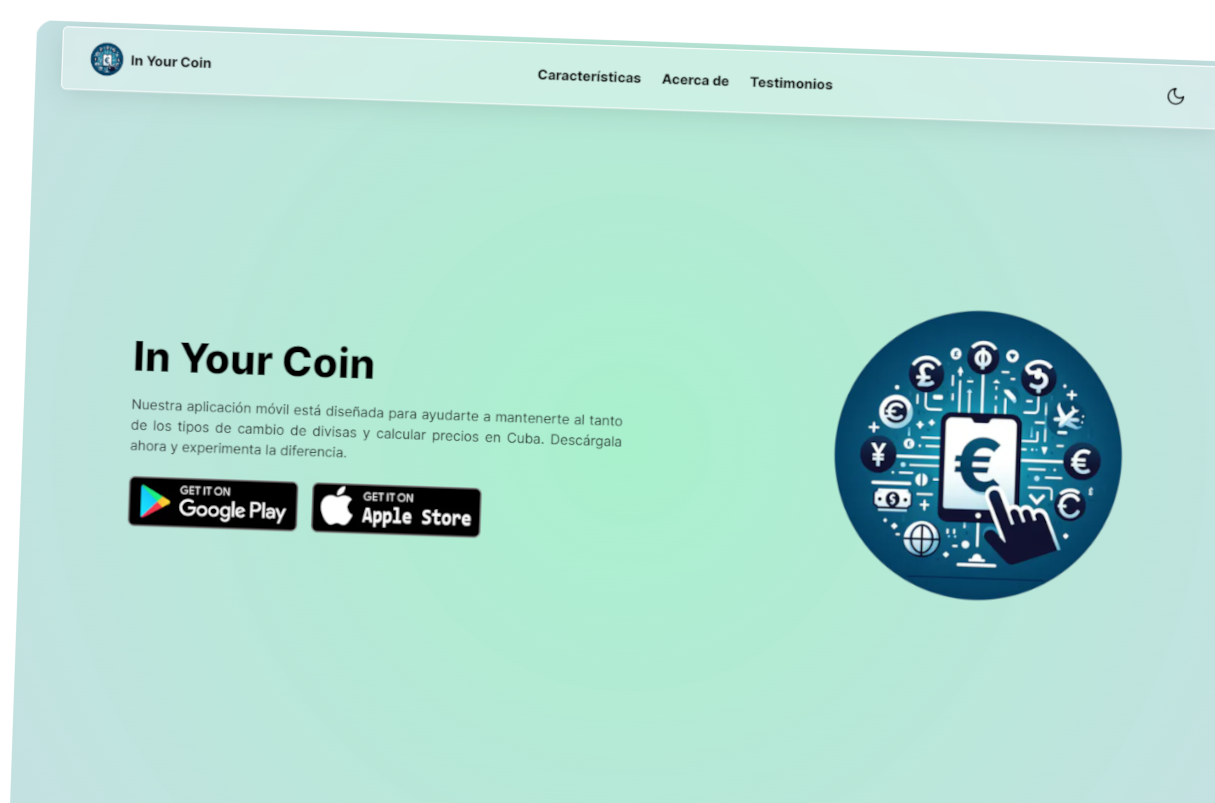 In Your Coin
Características Acerca de Testimonios
In Your Coin
Nuestra aplicación móvil está diseñada para ayudarte a mantenerte al tanto
de los tipos de cambio de divisas y calcular precios en Cuba. Descárgala
ahora y experimenta la diferencia.
GET IT ON
Google Play
GET IT ON
Apple Store